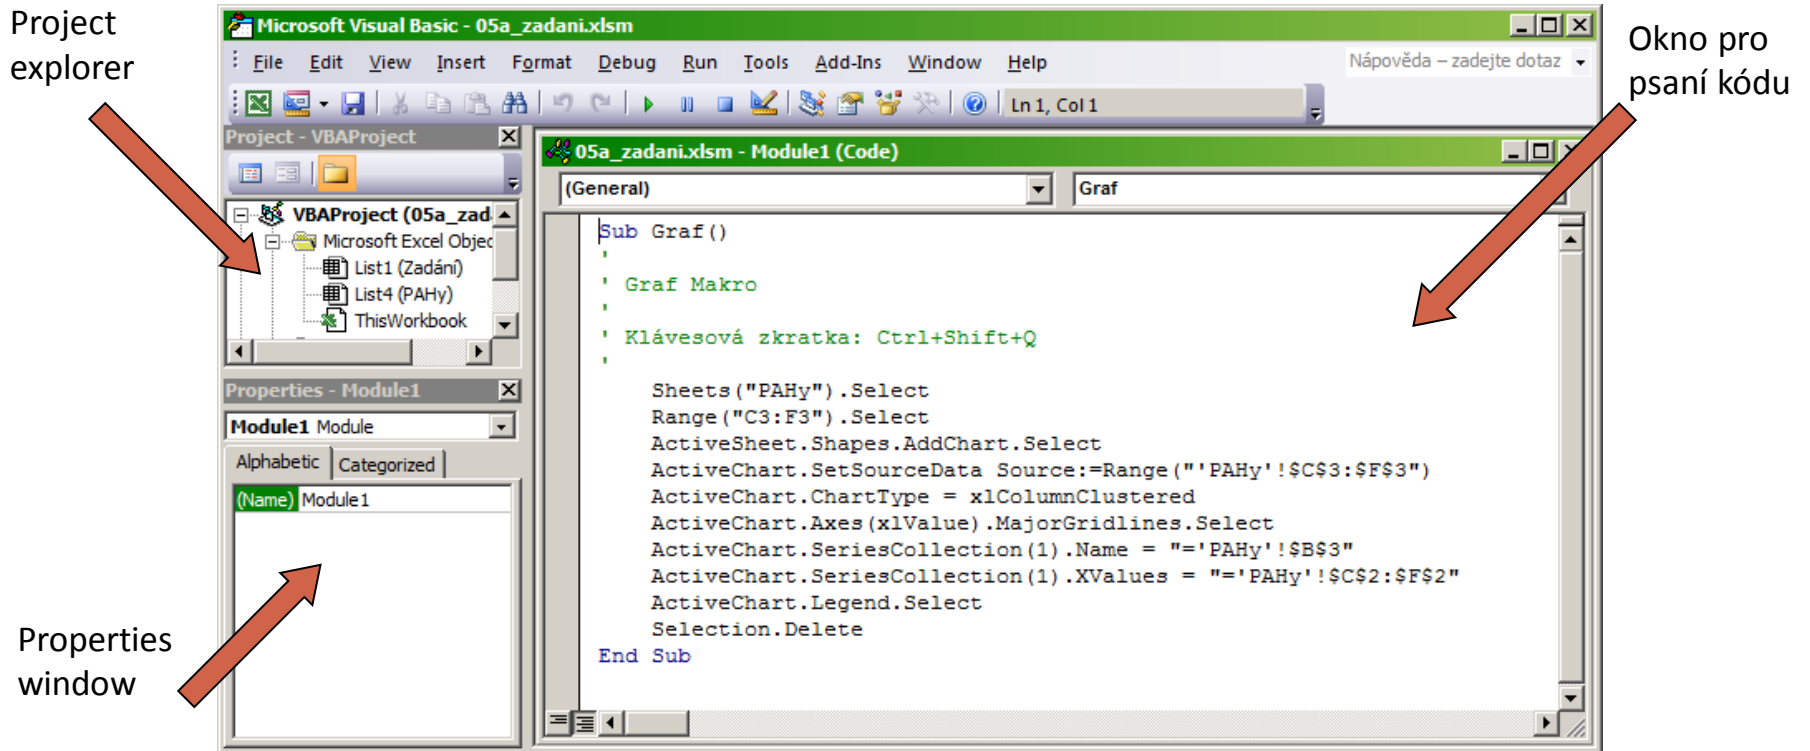 Project
explorer
Okno pro
psaní kódu
Properties
window
Microsoft Visual Basic - 05a_zadani.xlsm
File Edit View Insert Format Debug Run Tools Add-Ins Window Help
Nápověda – zadejte dotaz
Ln 1, Col 1
Project - VBAProject
VBAProject (05a_zad
Microsoft Excel Objec
List1 (Zadání)
List4 (PAHy)
ThisWorkbook
Properties - Module1
Module1 Module
Alphabetic Categorized
(Name) Module1
05a_zadani.xlsm - Module1 (Code)
(General)
Graf
Sub Graf()
'
' Graf Makro
'
' Klávesová zkratka: Ctrl+Shift+Q
'
Sheets("PAHy").Select
Range("C3:F3").Select
ActiveSheet.Shapes.AddChart.Select
ActiveChart.SetSourceData Source:=Range("'PAHy'!$C$3:$F$3")
ActiveChart.ChartType = xlColumnClustered
ActiveChart.Axes(xlValue).MajorGridlines.Select
ActiveChart.SeriesCollection(1).Name = "='PAHy'!$B$3"
ActiveChart.SeriesCollection(1).XValues = "='PAHy'!$C$2:$F$2"
ActiveChart.Legend.Select
Selection.Delete
End Sub